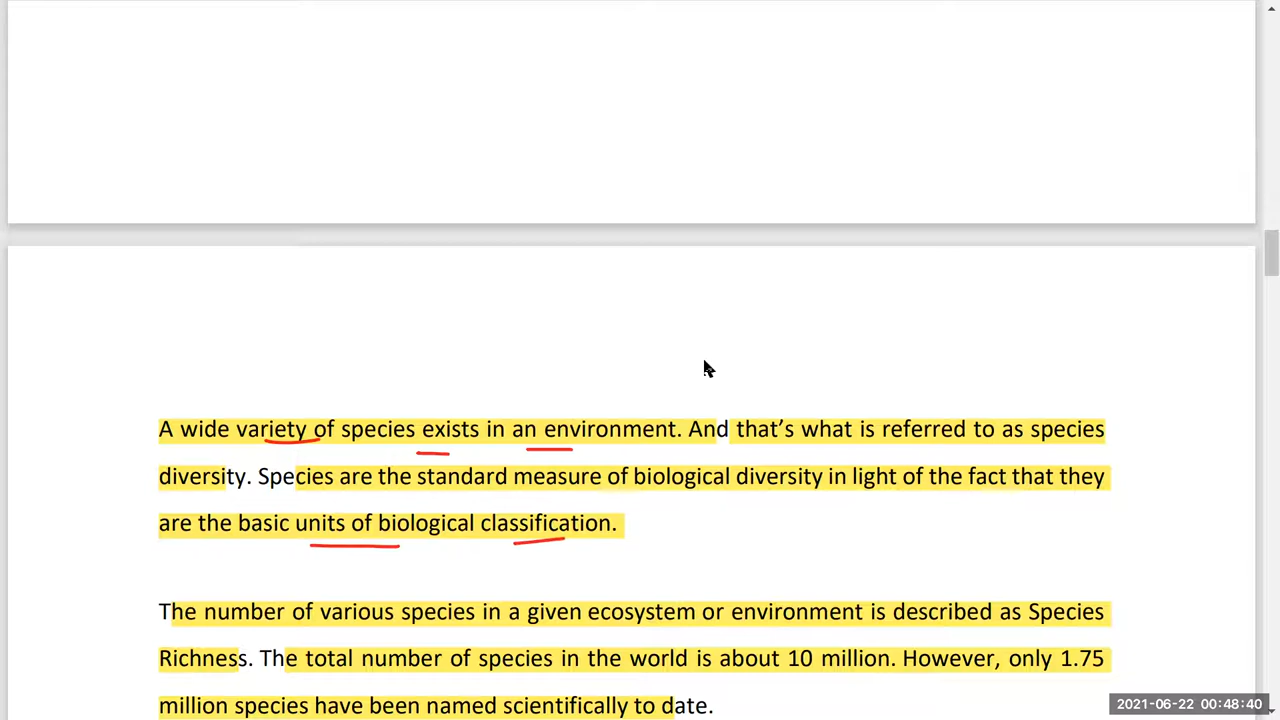 A wide variety of species exists in an environment. And that’s what is referred to as species
diversity. Species are the standard measure of biological diversity in light of the fact that they
are the basic units of biological classification.
The number of various species in a given ecosystem or environment is described as Species
Richness. The total number of species in the world is about 10 million. However, only 1.75
million species have been named scientifically to date.
2021-06-22 00:48:40